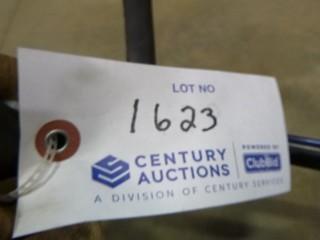 LOT NO
1623
CENTURY AUCTIONS
POWERED BY
ClubBid
A DIVISION OF CENTURY SERVICES